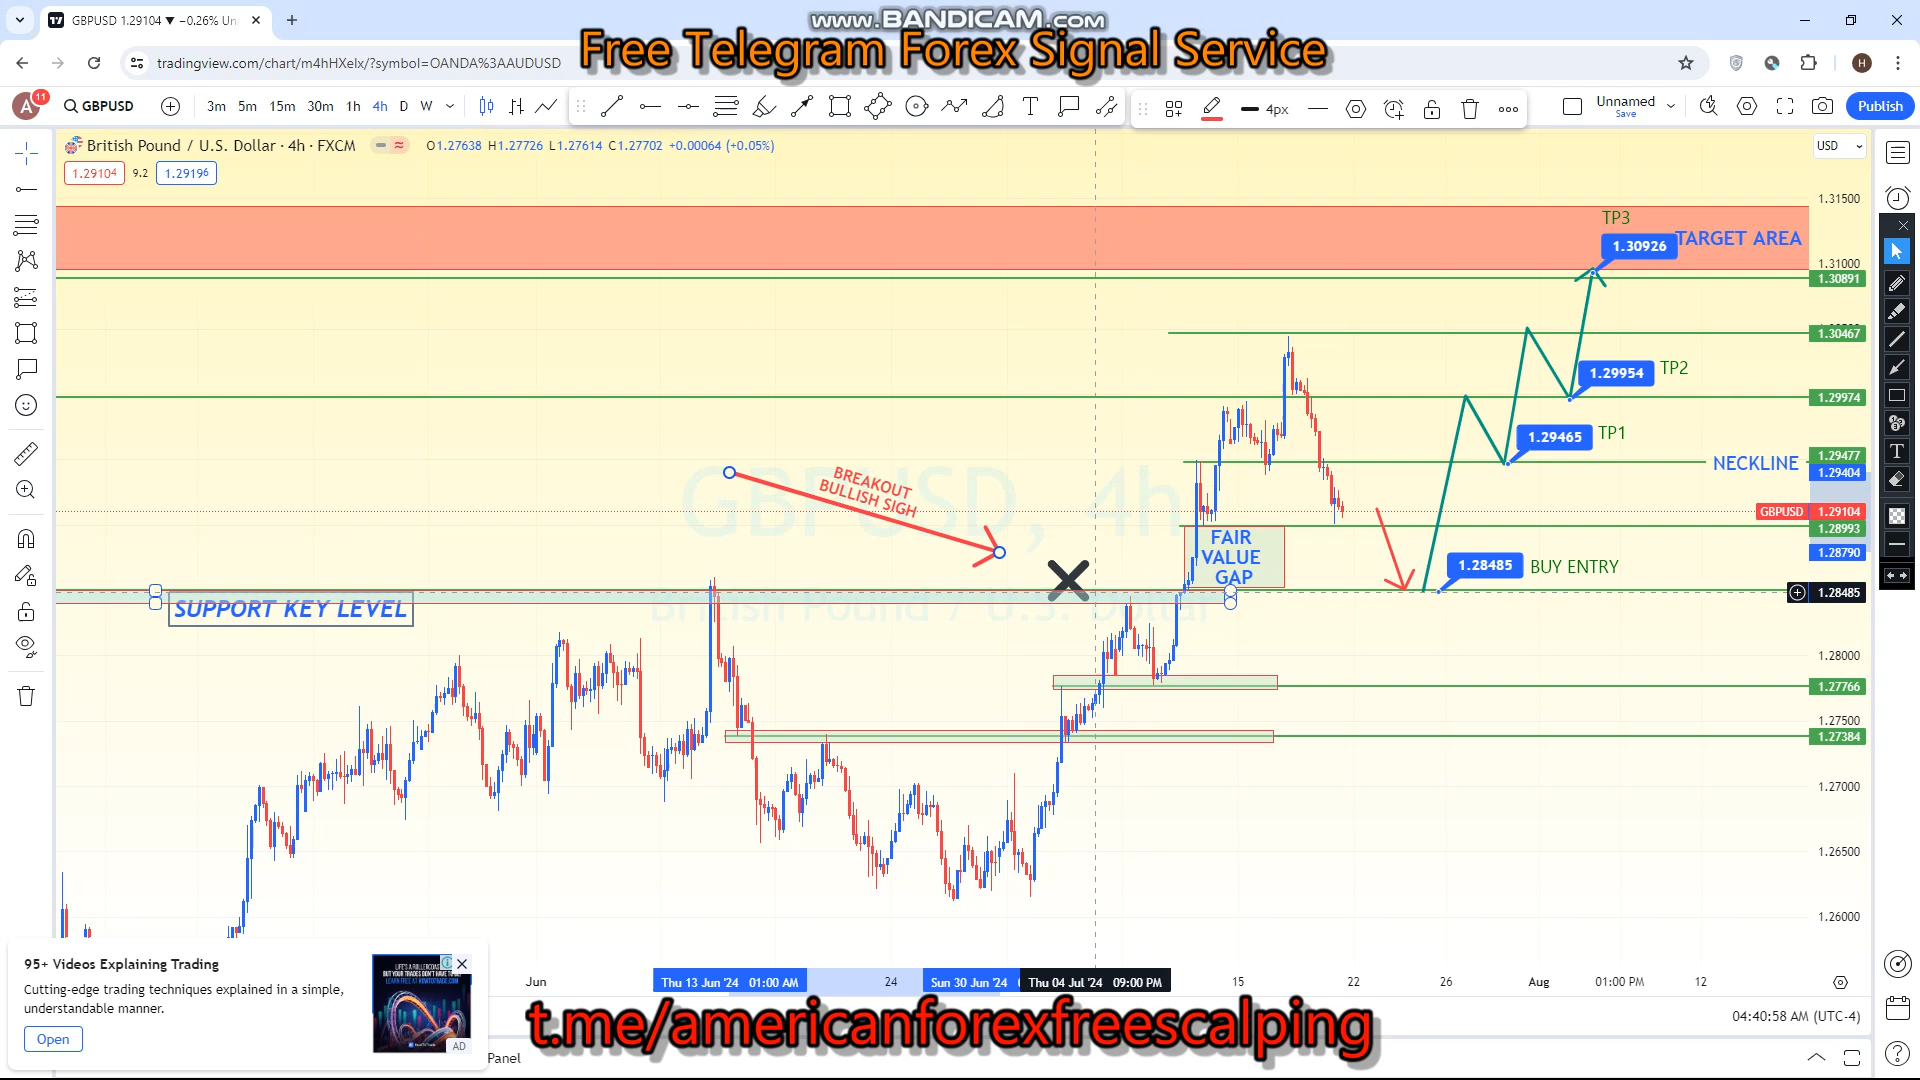 GBPUSD 1.29104 ▼ −0.26% Un
www.BANDICAM.com
tradingview.com/chart/m4hHXelx/?symbol=OANDA%3AAUDUSD
Free Telegram Forex Signal Service
H
A 11
GBPUSD
3m 5m 15m 30m 1h 4h D W
4px
Unnamed
Save
Publish
British Pound / U.S. Dollar · 4h · FXCM
O1.27638 H1.27726 L1.27614 C1.27702 +0.00064 (+0.05%)
USD
1.29104 9.2 1.29196
1.31500
TP3
1.30926
TARGET AREA
1.31000
1.30891
1.30467
1.29954
TP2
1.29974
1.29465
TP1
1.29477
NECKLINE
1.29404
BREAKOUT
BULLISH SIGH
GBPUSD, 4h
British Pound / U.S. Dollar
GBPUSD 1.29104
1.28993
FAIR
VALUE
GAP
1.28790
1.28485
BUY ENTRY
1.28485
SUPPORT KEY LEVEL
1.28000
1.27766
1.27500
1.27384
1.27000
1.26500
1.26000
95+ Videos Explaining Trading
Cutting-edge trading techniques explained in a simple,
understandable manner.
Open
AD
Jun
Thu 13 Jun '24 01:00 AM
24
Sun 30 Jun '24
Thu 04 Jul '24 09:00 PM
15
22
26
Aug
01:00 PM
12
04:40:58 AM (UTC-4)
t.me/americanforexfreescalping
Panel